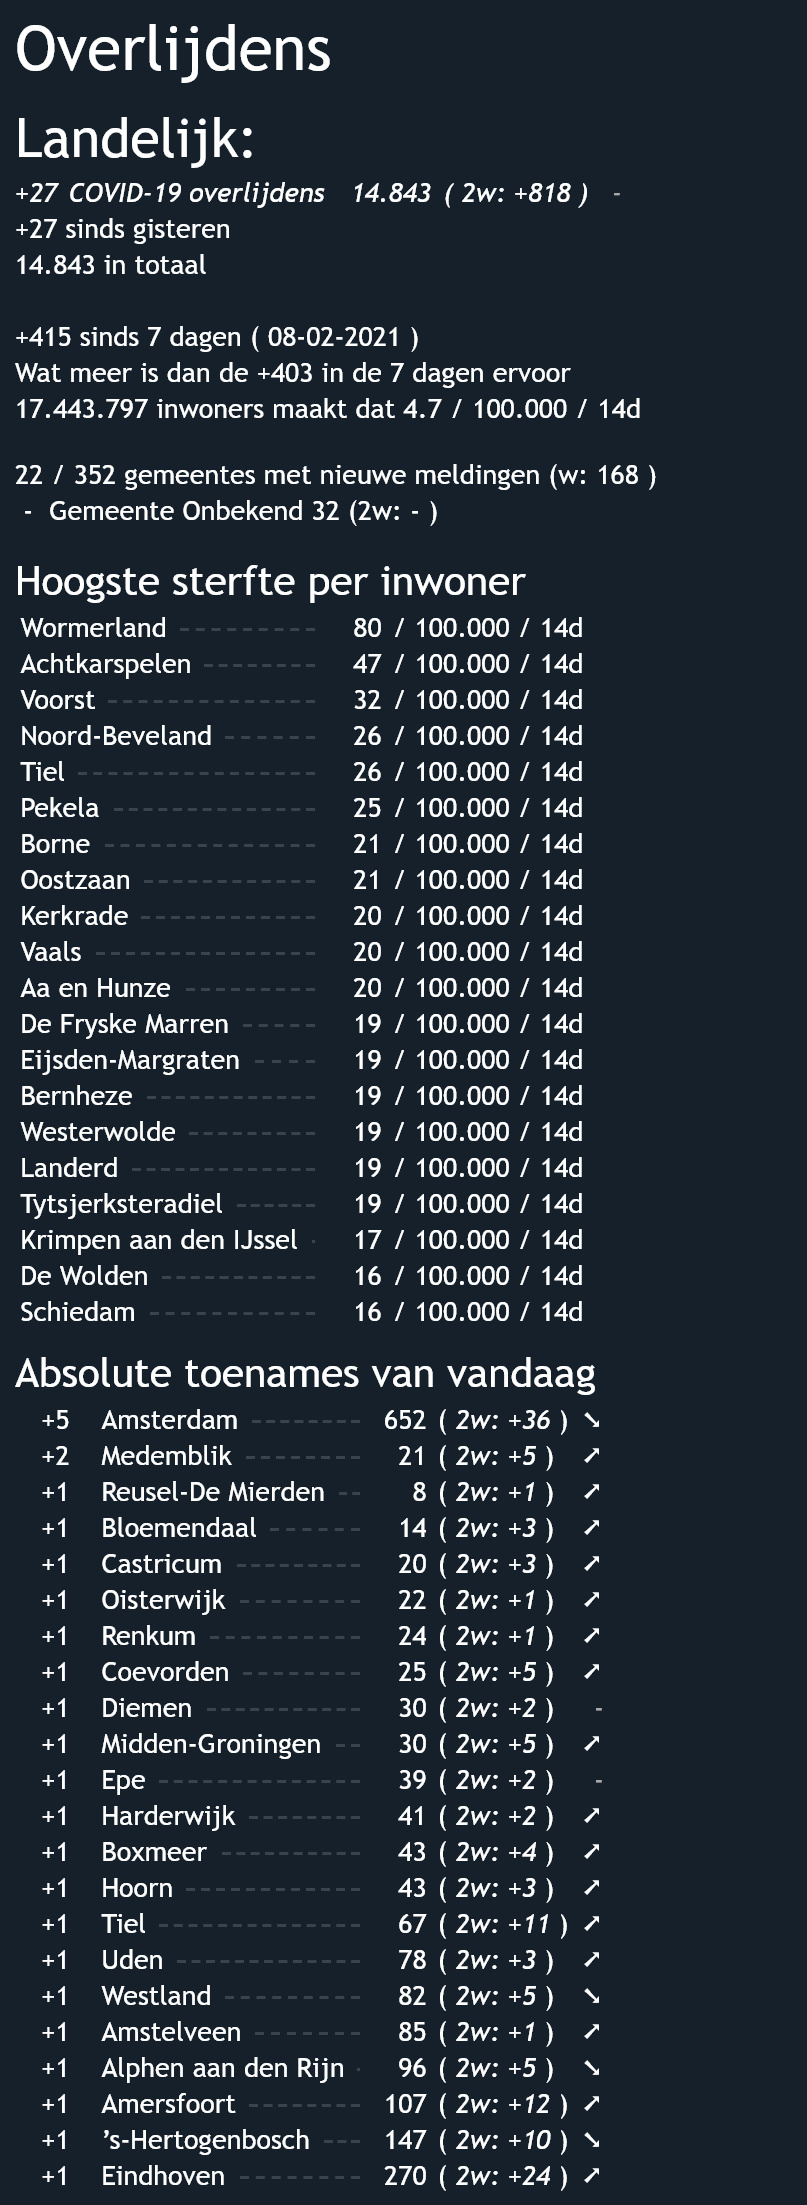 Overlijdens
Landelijk:
+27 COVID-19 overlijdens 14.843 ( 2w: +818 ) -
+27 sinds gisteren
14.843 in totaal
+415 sinds 7 dagen ( 08-02-2021 )
Wat meer is dan de +403 in de 7 dagen ervoor
17.443.797 inwoners maakt dat 4.7 / 100.000 / 14d
22 / 352 gemeentes met nieuwe meldingen (w: 168 )
- Gemeente Onbekend 32 (2w: - )
Hoogste sterfte per inwoner
Wormerland --------- 80 / 100.000 / 14d
Achtkarspelen ------- 47 / 100.000 / 14d
Voorst -------------- 32 / 100.000 / 14d
Noord-Beveland ------ 26 / 100.000 / 14d
Tiel ---------------- 26 / 100.000 / 14d
Pekela -------------- 25 / 100.000 / 14d
Borne -------------- 21 / 100.000 / 14d
Oostzaan ------------ 21 / 100.000 / 14d
Kerkrade ------------ 20 / 100.000 / 14d
Vaals --------------- 20 / 100.000 / 14d
Aa en Hunze --------- 20 / 100.000 / 14d
De Fryske Marren ----- 19 / 100.000 / 14d
Eijsden-Margraten ---- 19 / 100.000 / 14d
Bernheze ------------ 19 / 100.000 / 14d
Westerwolde --------- 19 / 100.000 / 14d
Landerd ------------- 19 / 100.000 / 14d
Tytsjerksteradiel ------ 19 / 100.000 / 14d
Krimpen aan den IJssel - 17 / 100.000 / 14d
De Wolden ----------- 16 / 100.000 / 14d
Schiedam ------------ 16 / 100.000 / 14d
Absolute toenames van vandaag
+5 Amsterdam -------- 652 ( 2w: +36 ) ➘
+2 Medemblik -------- 21 ( 2w: +5 ) ➚
+1 Reusel-De Mierden -- 8 ( 2w: +1 ) ➚
+1 Bloemendaal ------ 14 ( 2w: +3 ) ➚
+1 Castricum --------- 20 ( 2w: +3 ) ➚
+1 Oisterwijk --------- 22 ( 2w: +1 ) ➚
+1 Renkum ---------- 24 ( 2w: +1 ) ➚
+1 Coevorden -------- 25 ( 2w: +5 ) ➚
+1 Diemen ----------- 30 ( 2w: +2 ) -
+1 Midden-Groningen -- 30 ( 2w: +5 ) ➚
+1 Epe -------------- 39 ( 2w: +2 ) -
+1 Harderwijk -------- 41 ( 2w: +2 ) ➚
+1 Boxmeer ---------- 43 ( 2w: +4 ) ➚
+1 Hoorn ------------ 43 ( 2w: +3 ) ➚
+1 Tiel -------------- 67 ( 2w: +11 ) ➚
+1 Uden ------------- 78 ( 2w: +3 ) ➚
+1 Westland --------- 82 ( 2w: +5 ) ➘
+1 Amstelveen ------- 85 ( 2w: +1 ) ➚
+1 Alphen aan den Rijn - 96 ( 2w: +5 ) ➘
+1 Amersfoort -------- 107 ( 2w: +12 ) ➚
+1 ’s-Hertogenbosch --- 147 ( 2w: +10 ) ➘
+1 Eindhoven -------- 270 ( 2w: +24 ) ➚